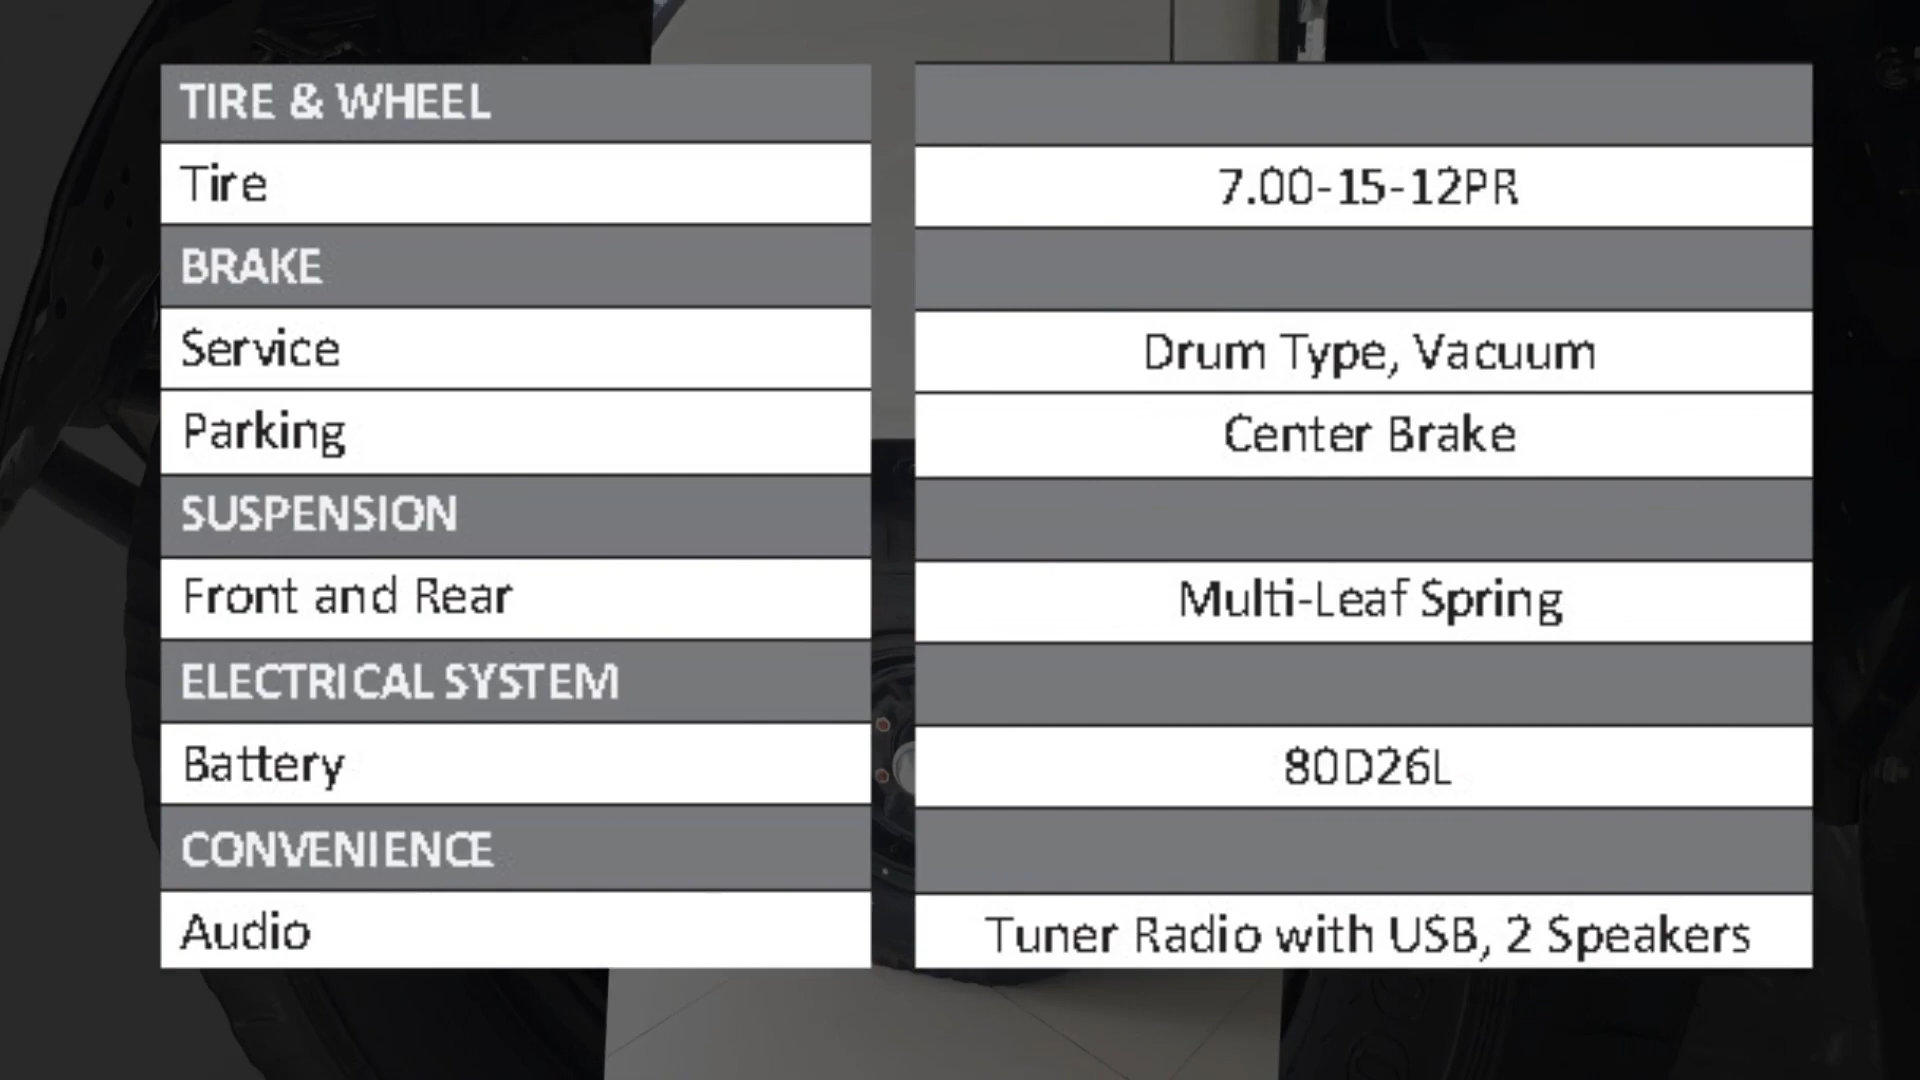 TIRE & WHEEL
Tire 7.00-15-12PR
BRAKE
Service Drum Type, Vacuum
Parking Center Brake
SUSPENSION
Front and Rear Multi-Leaf Spring
ELECTRICAL SYSTEM
Battery 80D26L
CONVENIENCE
Audio Tuner Radio with USB, 2 Speakers